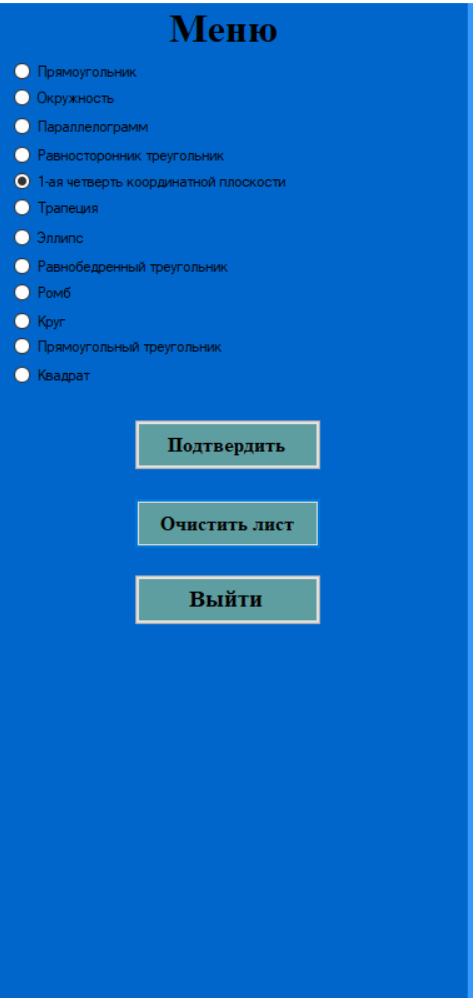 Меню
Прямоугольник
Окружность
Параллелограмм
Равносторонник треугольник
1-ая четверть координатной плоскости
Трапеция
Эллипс
Равнобедренный треугольник
Ромб
Круг
Прямоугольный треугольник
Квадрат
Подтвердить
Очистить лист
Выйти